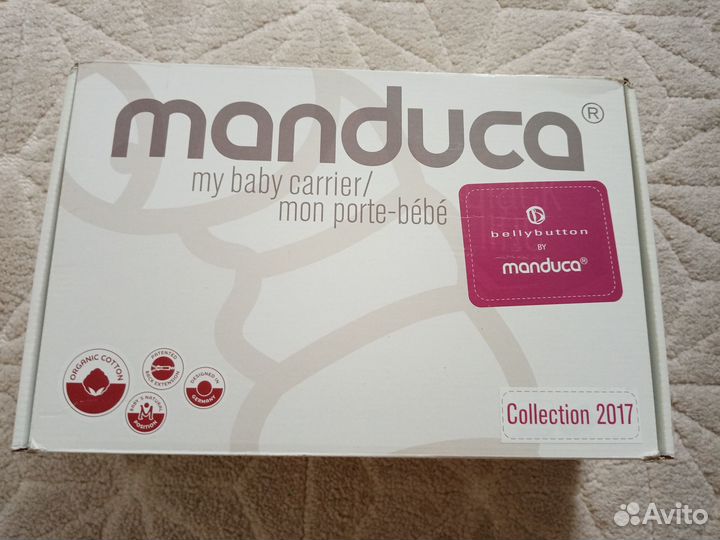 manduca®
my baby carrier/
mon porte-bébé
bellybutton
BY
manduca®
ORGANIC COTTON
PATENTED
BACK EXTENSION
DESIGNED IN
GERMANY
BABY'S NATURAL
POSITION
Collection 2017
Avito